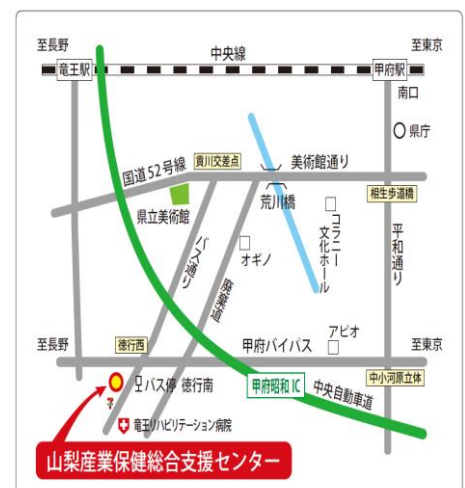 至長野
中央線
至東京
竜王駅
甲府駅
南口
県庁
国道52号線
貢川交差点
美術館通り
県立美術館
荒川橋
相生歩道橋
バス通り
廃軌道
オギノ
コラニー
文化ホール
平和通り
至長野
徳行西
甲府バイパス
アピオ
至東京
バス停 徳行南
甲府昭和IC
中央自動車道
中小河原立体
竜王リハビリテーション病院
山梨産業保健総合支援センター